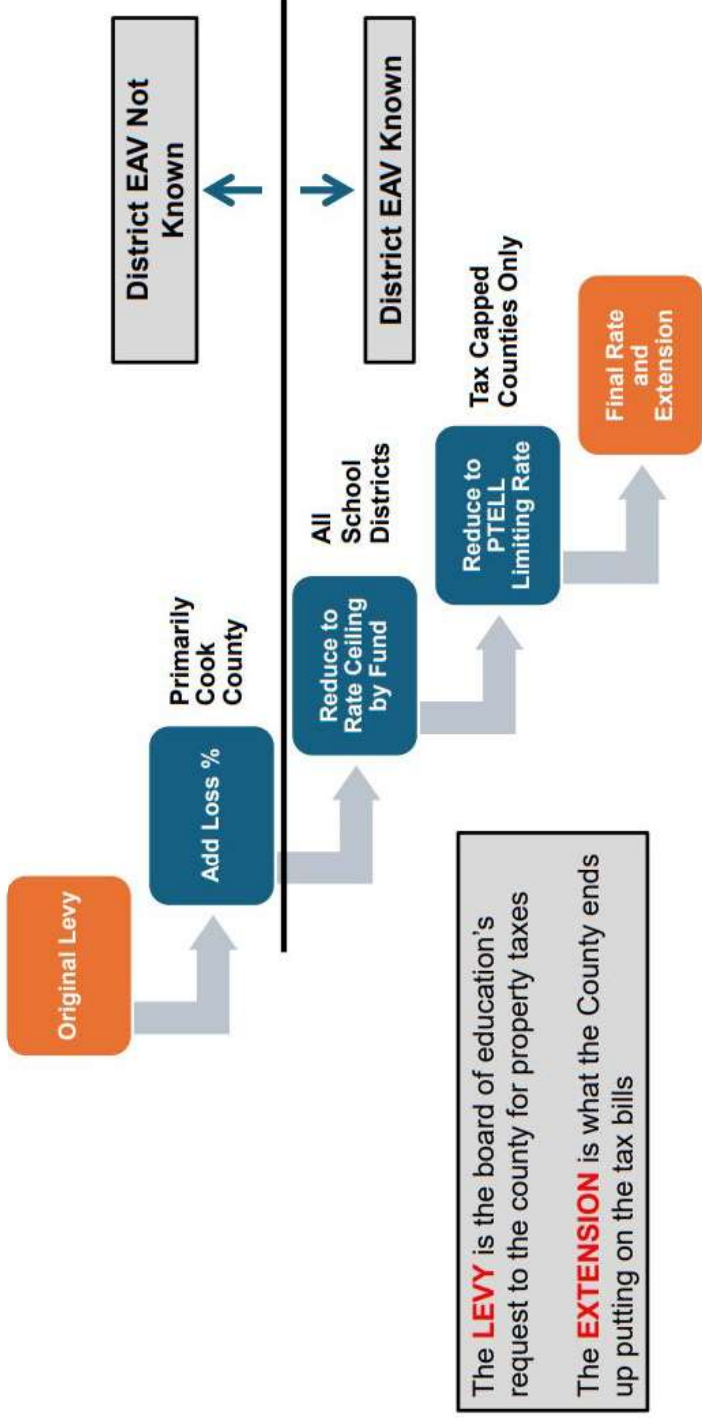 Original Levy
Add Loss %
Primarily
Cook
County
District EAV Not
Known
Reduce to
Rate Ceiling
by Fund
All
School
Districts
District EAV Known
Reduce to
PTELL
Limiting Rate
Tax Capped
Counties Only
Final Rate
and
Extension
The LEVY is the board of education’s
request to the county for property taxes
The EXTENSION is what the County ends
up putting on the tax bills